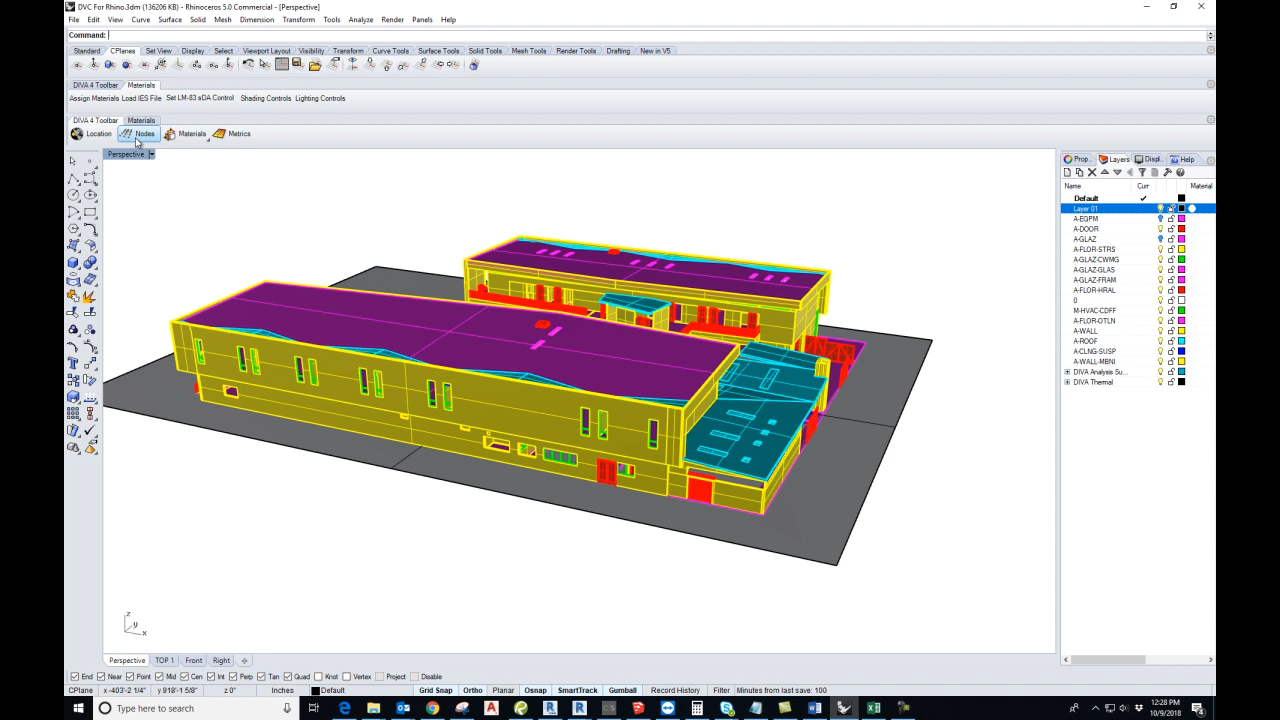 DVC For Rhino.3dm (136206 KB) - Rhinoceros 5.0 Commercial - [Perspective]
File Edit View Curve Surface Solid Mesh Dimension Transform Tools Analyze Render Panels Help
Command:
Standard CPlanes Set View Display Select Viewport Layout Visibility Transform Curve Tools Surface Tools Solid Tools Mesh Tools Render Tools Drafting New in V5
DIVA 4 Toolbar Materials
Assign Materials Load IES File Set LM-83 sDA Control Shading Controls Lighting Controls
DIVA 4 Toolbar Materials
Location Nodes Materials Metrics
Perspective
Prop... Layers Displ... Help
Name Curr Material
Default
Layer 01
A-EQPM
A-DOOR
A-GLAZ
A-FLOR-STRS
A-GLAZ-CWMG
A-GLAZ-GLAS
A-GLAZ-FRAM
A-FLOR-HRAL
0
M-HVAC-CDFF
A-FLOR-OTLN
A-WALL
A-ROOF
A-CLNG-SUSP
A-WALL-MBNI
DIVA Analysis Su...
DIVA Thermal
z
y
x
Perspective TOP 1 Front Right
End Near Point Mid Cen Int Perp Tan Quad Knot Vertex Project Disable
CPlane x -403'-2 1/4" y 918'-1 5/8" z 0" Inches Default Grid Snap Ortho Planar Osnap SmartTrack Gumball Record History Filter Minutes from last save: 100
Type here to search
12:28 PM
10/9/2018
4